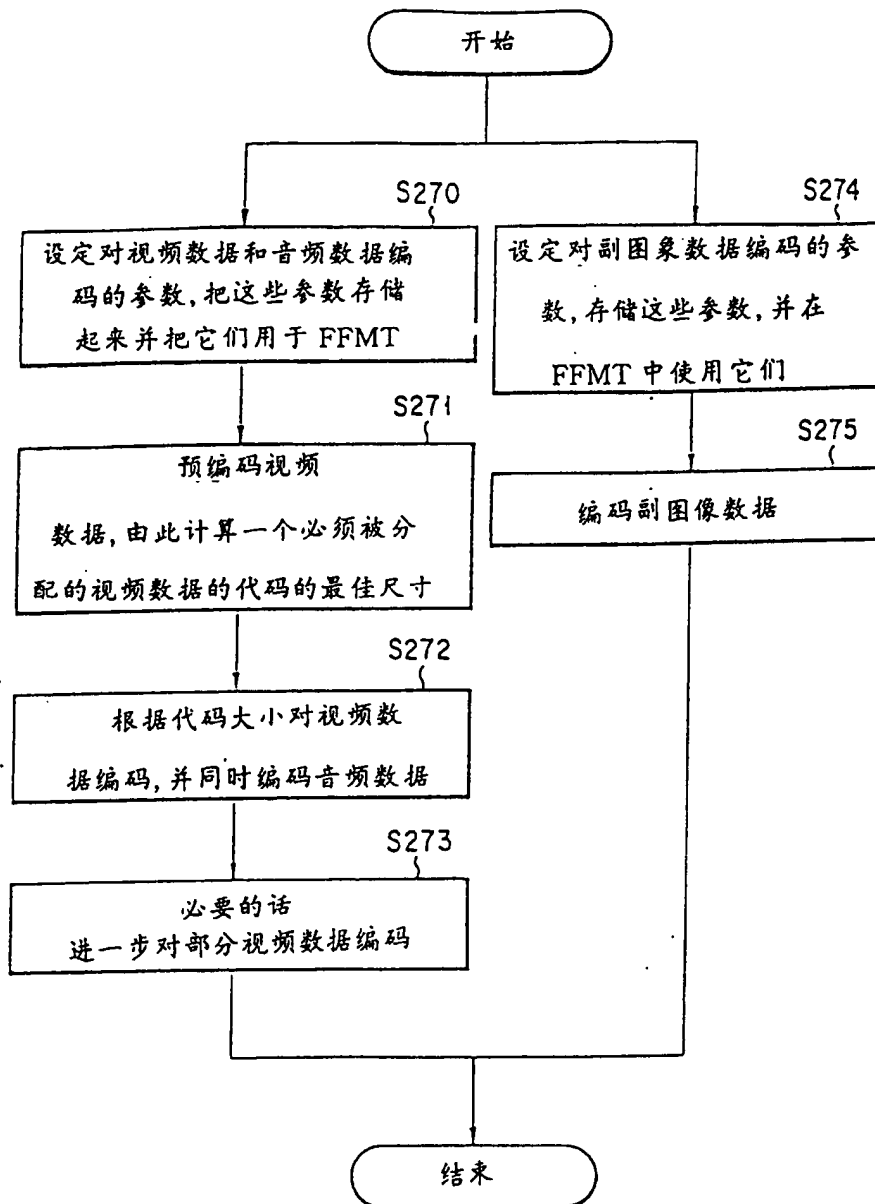 开始
S270
设定对视频数据和音频数据编
码的参数,把这些参数存储
起来并把它们用于 FFMT
S271
预编码视频
数据,由此计算一个必须被分
配的视频数据的代码的最佳尺寸
S272
根据代码大小对视频数
据编码,并同时编码音频数据
S273
必要的话
进一步对部分视频数据编码
S274
设定对副图象数据编码的参
数,存储这些参数,并在
FFMT 中使用它们
S275
编码副图像数据
结束